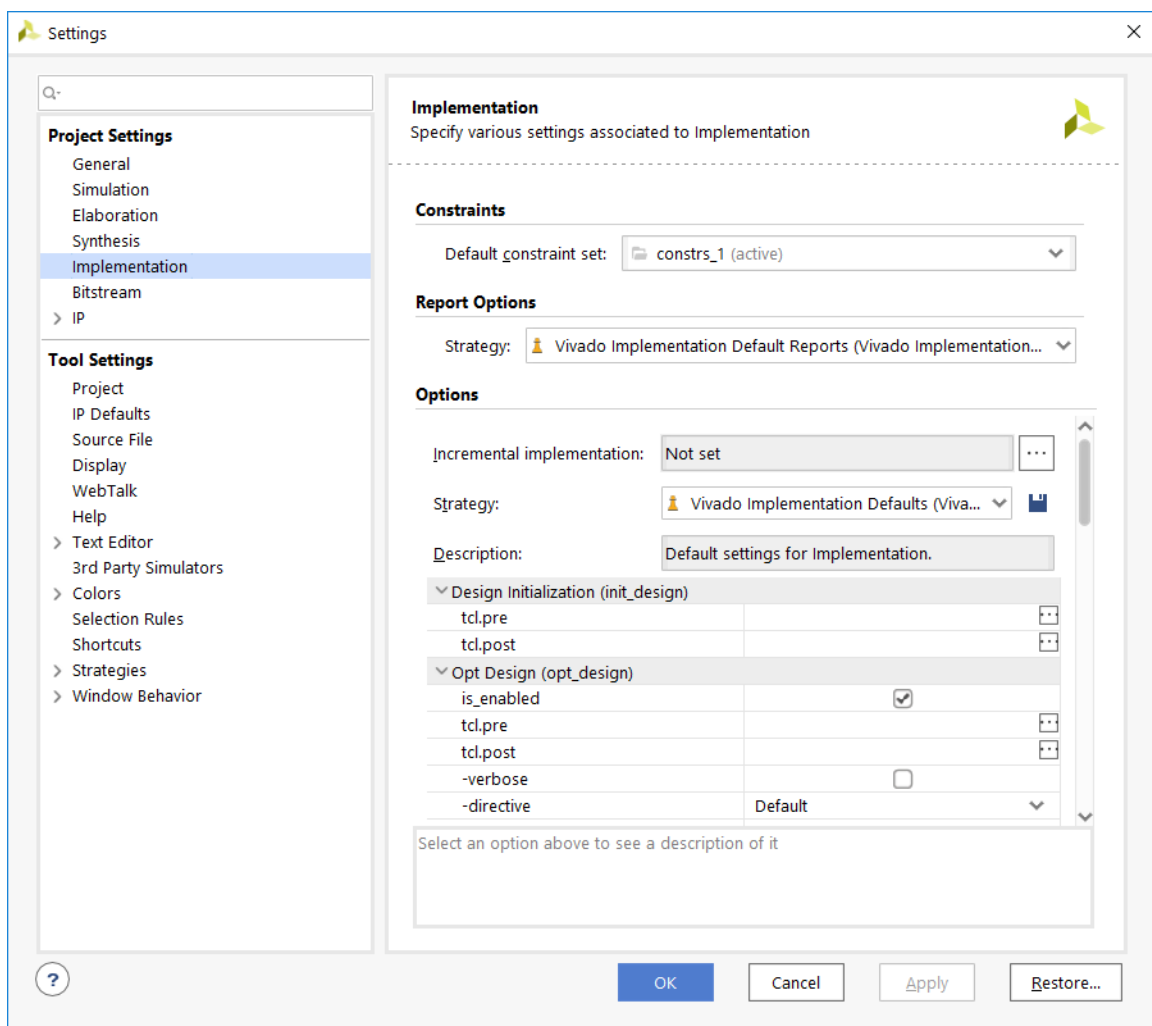 Settings
Project Settings
General
Simulation
Elaboration
Synthesis
Implementation
Bitstream
IP
Tool Settings
Project
IP Defaults
Source File
Display
WebTalk
Help
Text Editor
3rd Party Simulators
Colors
Selection Rules
Shortcuts
Strategies
Window Behavior
Implementation
Specify various settings associated to Implementation
Constraints
Default constraint set: constrs_1 (active)
Report Options
Strategy: Vivado Implementation Default Reports (Vivado Implementation...
Options
Incremental implementation: Not set ...
Strategy: Vivado Implementation Defaults (Viva...
Description: Default settings for Implementation.
Design Initialization (init_design)
tcl.pre ...
tcl.post ...
Opt Design (opt_design)
is_enabled
tcl.pre ...
tcl.post ...
-verbose
-directive Default
Select an option above to see a description of it
? OK Cancel Apply Restore...